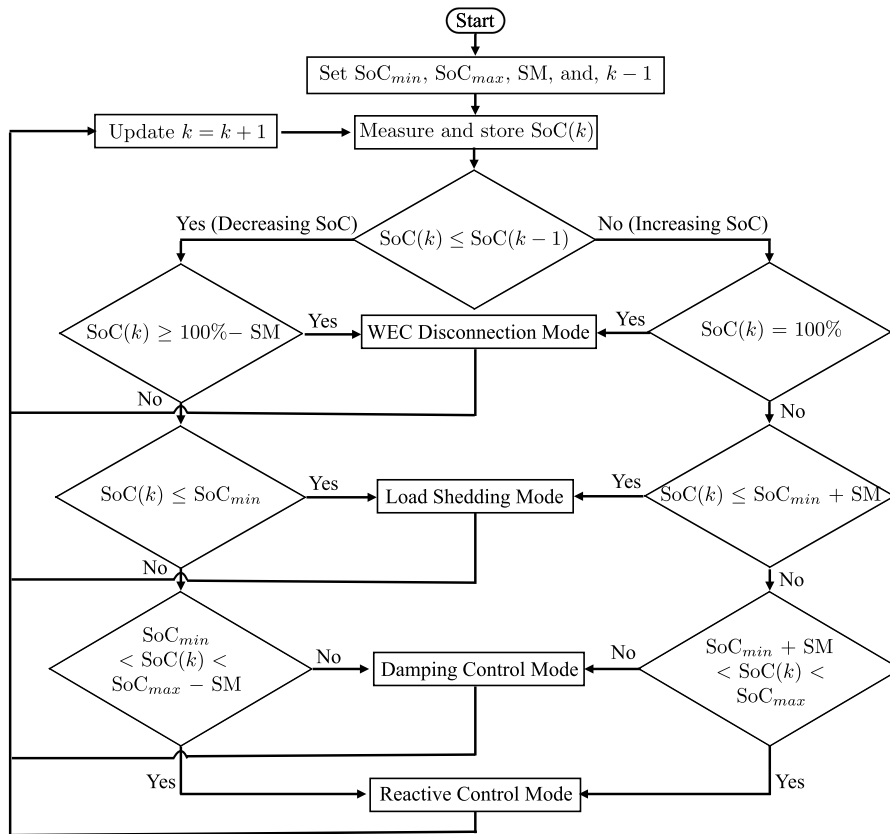 Start
Set SoC_min, SoC_max, SM, and, k − 1
Update k = k + 1
Measure and store SoC(k)
Yes (Decreasing SoC)
No (Increasing SoC)
SoC(k) ≤ SoC(k − 1)
SoC(k) ≥ 100%− SM
Yes
WEC Disconnection Mode
Yes
SoC(k) = 100%
No
No
SoC(k) ≤ SoC_min
Yes
Load Shedding Mode
Yes
SoC(k) ≤ SoC_min + SM
No
No
SoC_min
< SoC(k) <
SoC_max − SM
No
Damping Control Mode
No
SoC_min + SM
< SoC(k) <
SoC_max
Yes
Reactive Control Mode
Yes